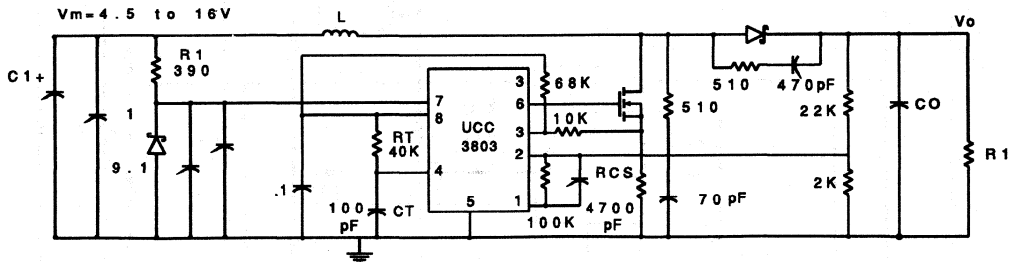 Vm=4.5 to 16V
L
Vo
R1
390
C1+
1
9.1
.1
RT
40K
100
pF
CT
7
8
4
5
UCC
3803
3
6
3
2
1
68K
10K
100K
RCS
4700
pF
510
70 pF
510
470pF
22K
2K
CO
R1